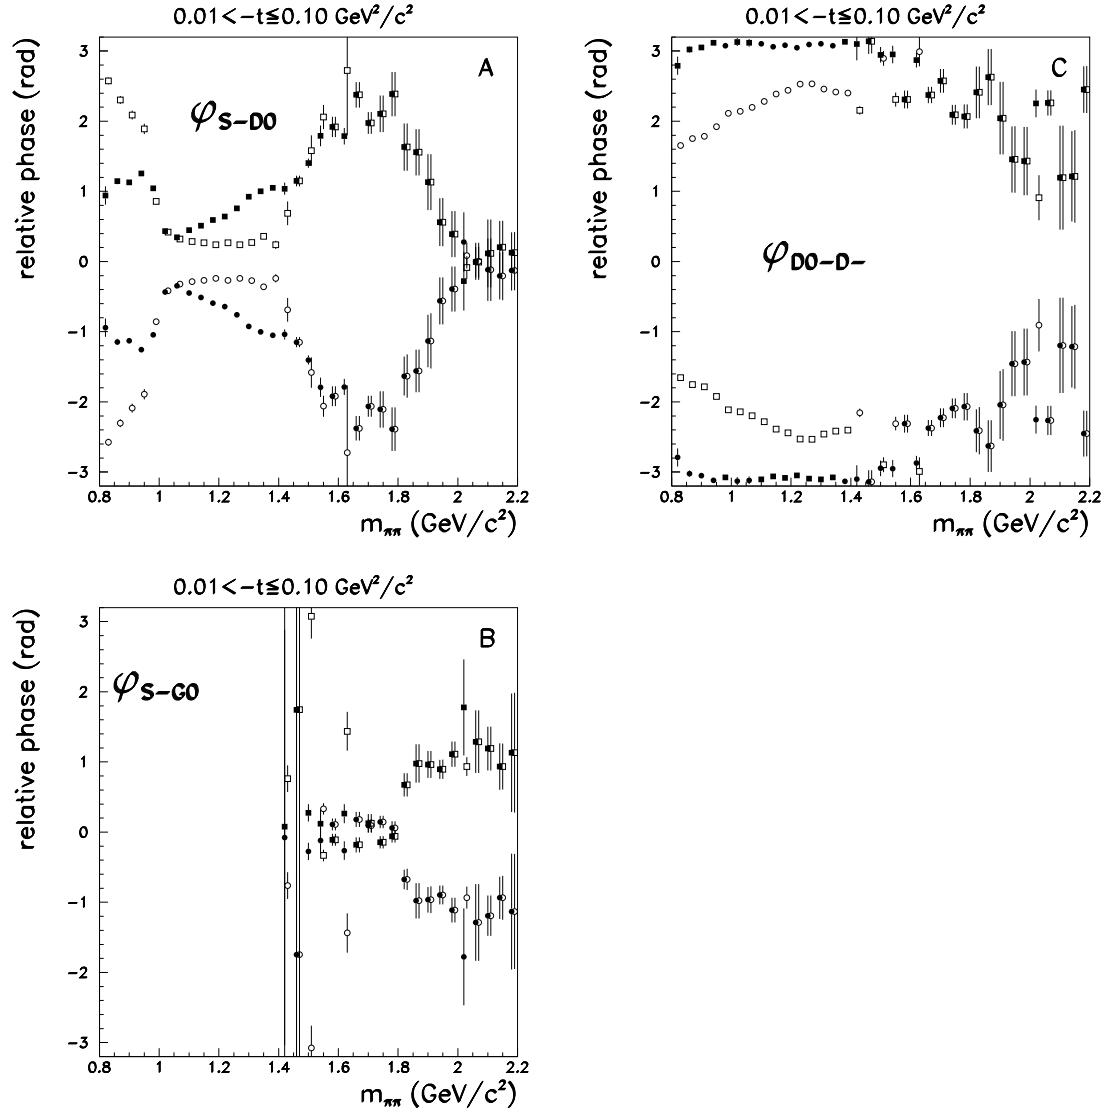 0.01<-t≦0.10 GeV²/c²
relative phase (rad)
A
φS-D0
3
2
1
0
-1
-2
-3
0.8 1 1.2 1.4 1.6 1.8 2 2.2
mππ (GeV/c²)
0.01<-t≦0.10 GeV²/c²
relative phase (rad)
C
φD0-D-
3
2
1
0
-1
-2
-3
0.8 1 1.2 1.4 1.6 1.8 2 2.2
mππ (GeV/c²)
0.01<-t≦0.10 GeV²/c²
relative phase (rad)
B
φS-G0
3
2
1
0
-1
-2
-3
0.8 1 1.2 1.4 1.6 1.8 2 2.2
mππ (GeV/c²)